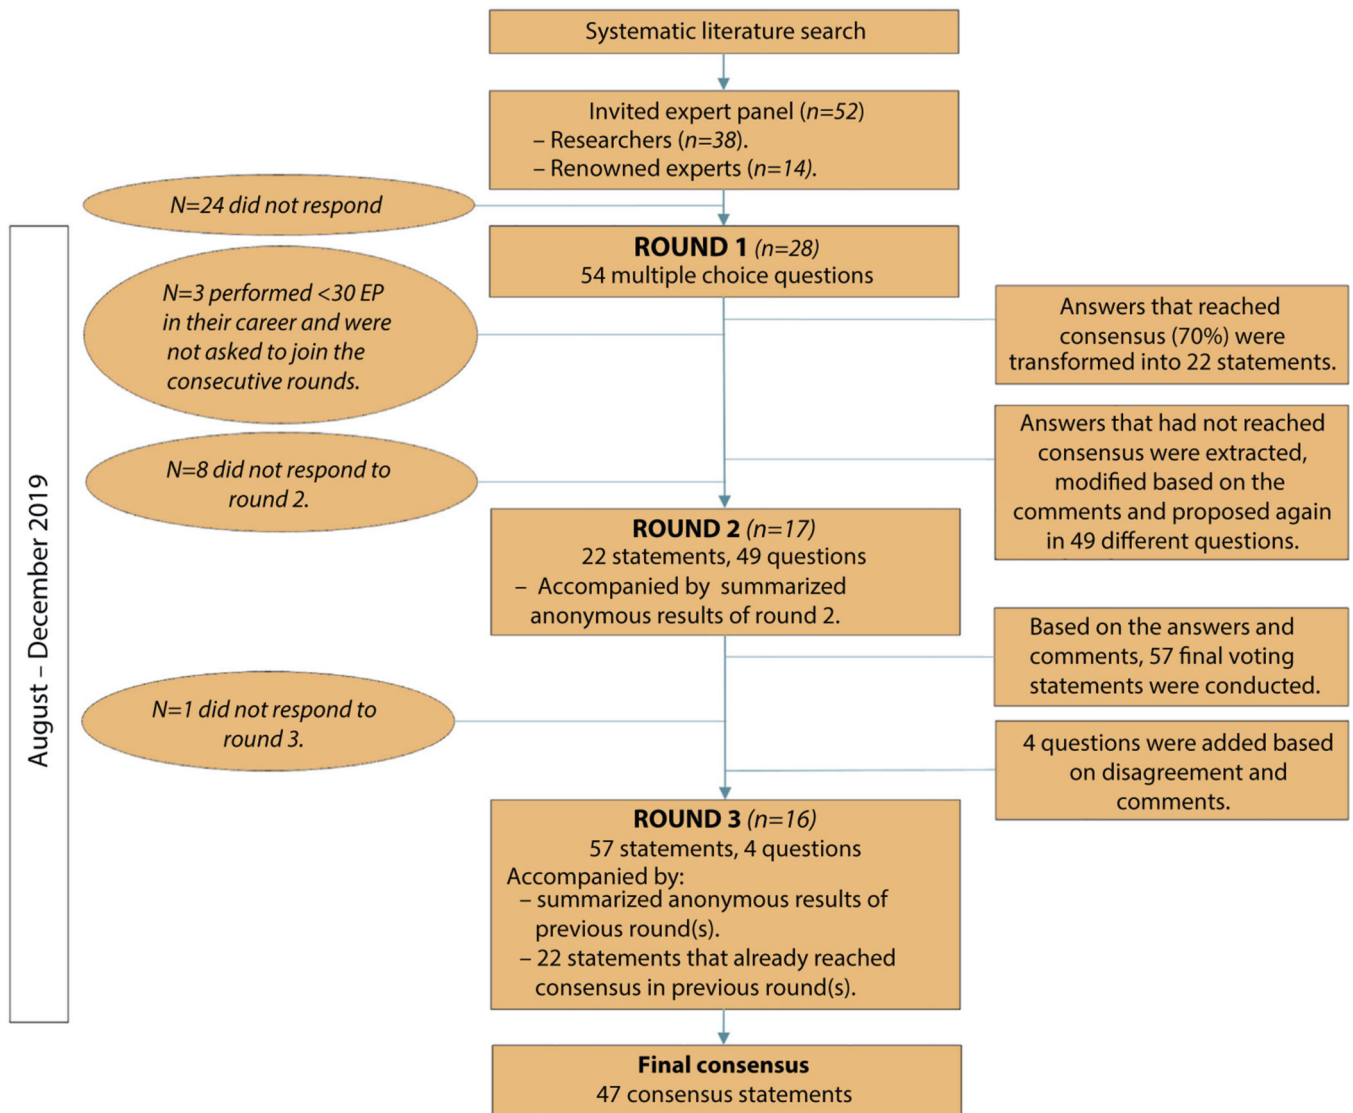 Systematic literature search
Invited expert panel (n=52)
– Researchers (n=38).
– Renowned experts (n=14).
N=24 did not respond
August – December 2019
ROUND 1 (n=28)
54 multiple choice questions
N=3 performed <30 EP
in their career and were
not asked to join the
consecutive rounds.
Answers that reached
consensus (70%) were
transformed into 22 statements.
Answers that had not reached
consensus were extracted,
modified based on the
comments and proposed again
in 49 different questions.
N=8 did not respond to
round 2.
ROUND 2 (n=17)
22 statements, 49 questions
– Accompanied by summarized
anonymous results of round 2.
Based on the answers and
comments, 57 final voting
statements were conducted.
N=1 did not respond to
round 3.
4 questions were added based
on disagreement and
comments.
ROUND 3 (n=16)
57 statements, 4 questions
Accompanied by:
– summarized anonymous results of
previous round(s).
– 22 statements that already reached
consensus in previous round(s).
Final consensus
47 consensus statements